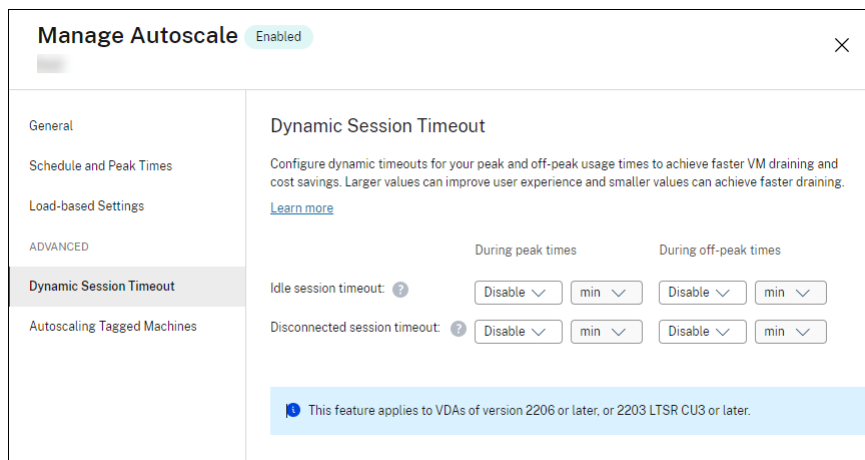 Manage Autoscale Enabled
General
Schedule and Peak Times
Load-based Settings
ADVANCED
Dynamic Session Timeout
Autoscaling Tagged Machines
Dynamic Session Timeout
Configure dynamic timeouts for your peak and off-peak usage times to achieve faster VM draining and
cost savings. Larger values can improve user experience and smaller values can achieve faster draining.
Learn more
During peak times During off-peak times
Idle session timeout: ? Disable min Disable min
Disconnected session timeout: ? Disable min Disable min
This feature applies to VDAs of version 2206 or later, or 2203 LTSR CU3 or later.